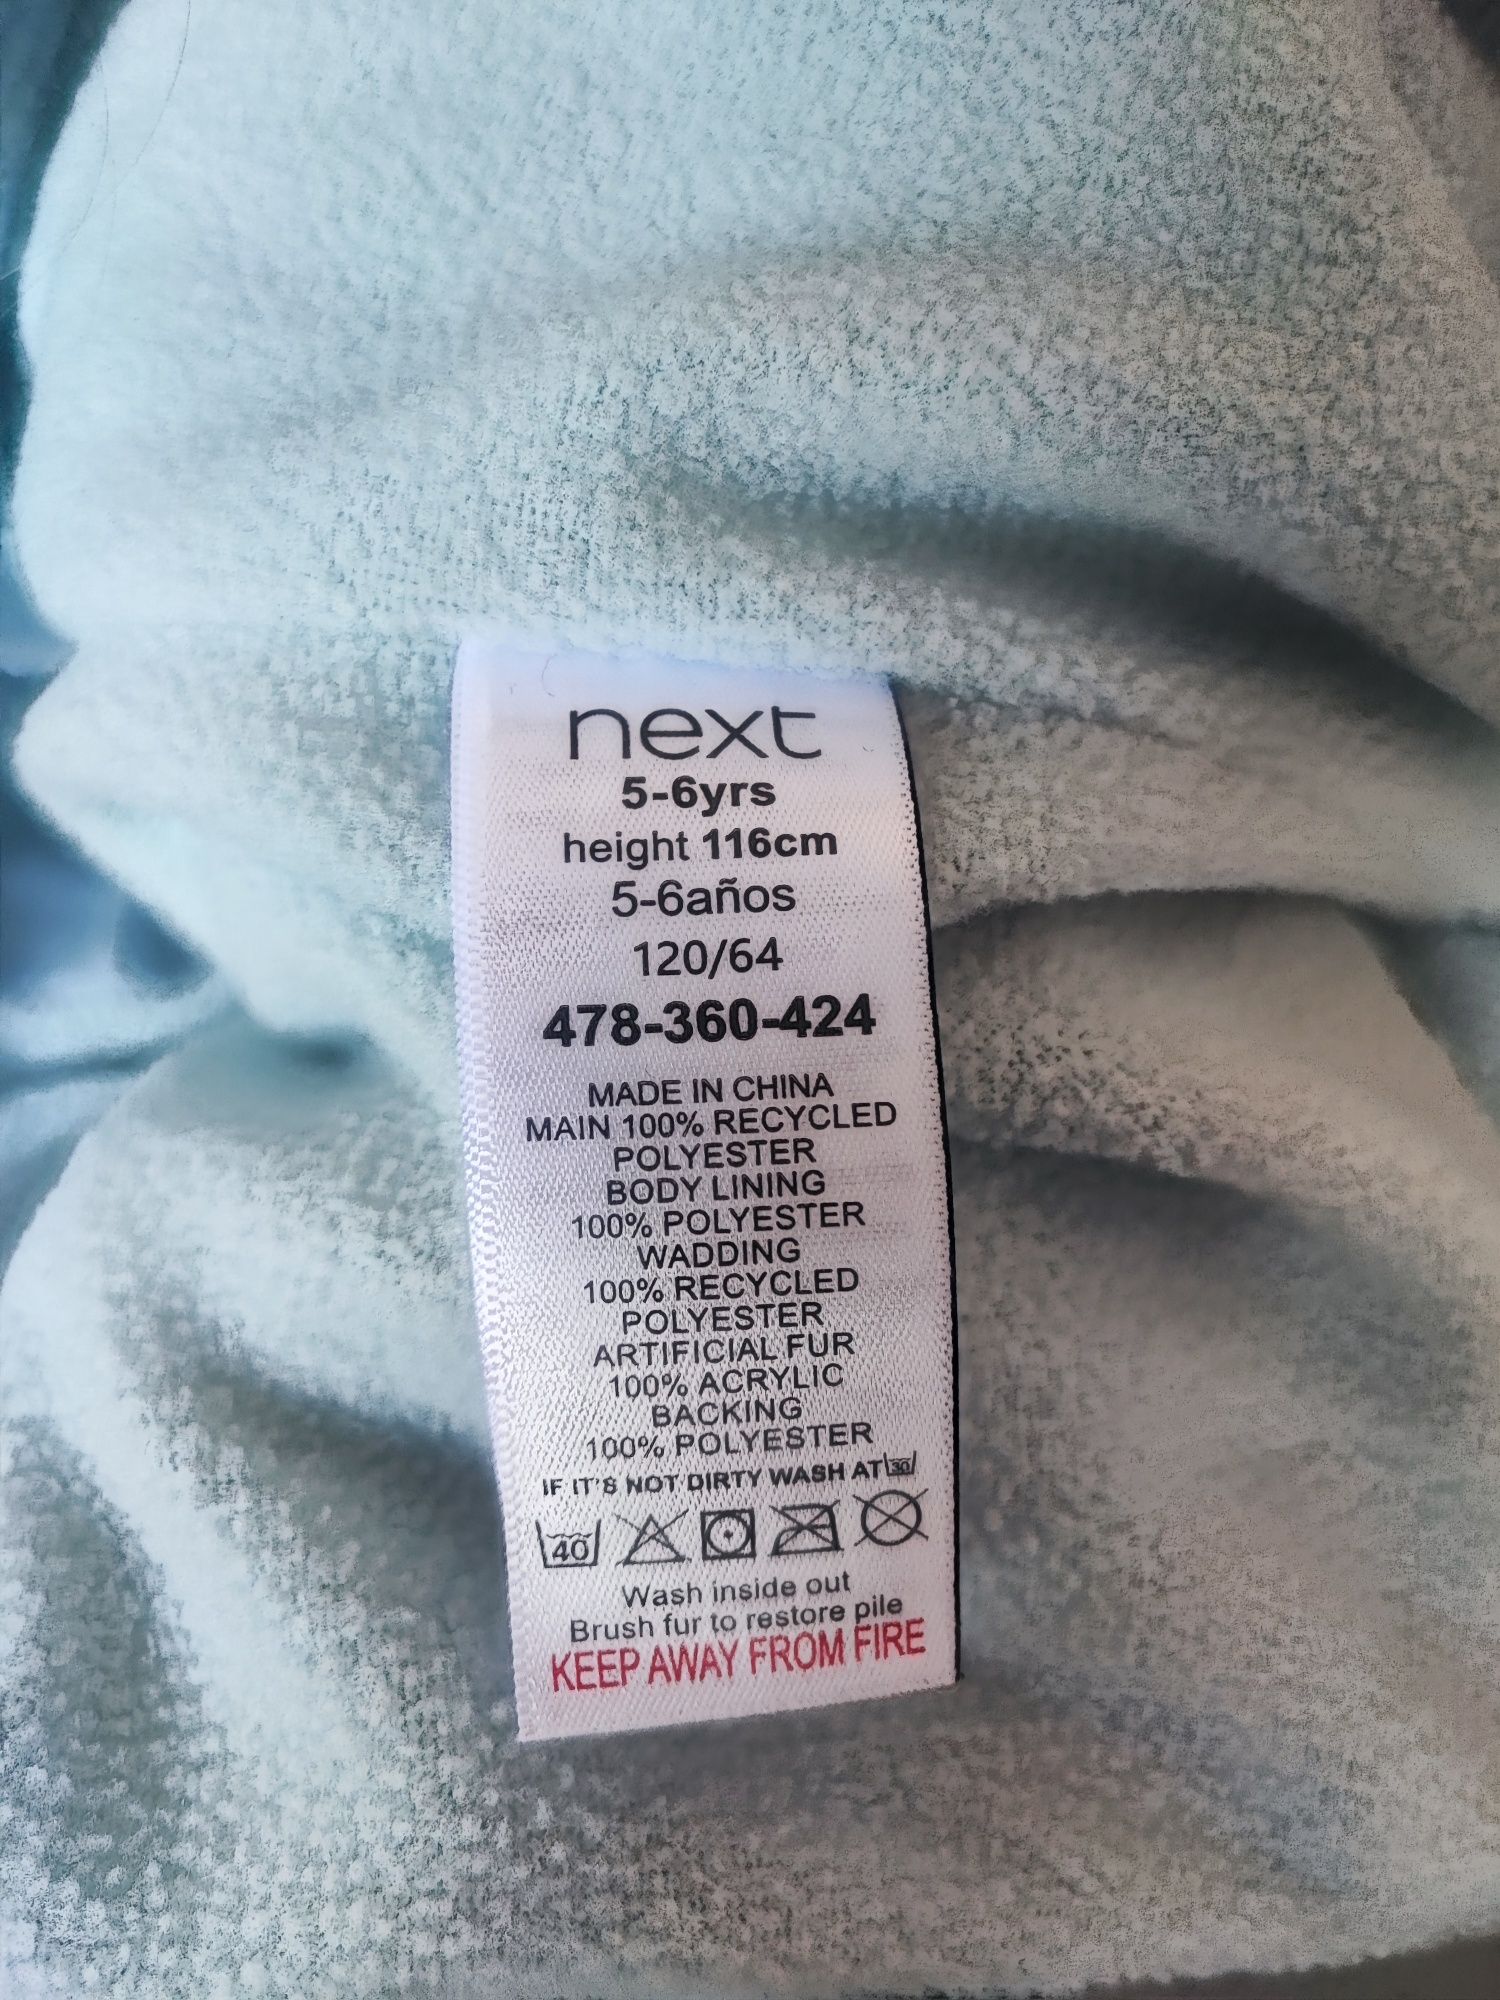 next
5-6yrs
height 116cm
5-6años
120/64
478-360-424
MADE IN CHINA
MAIN 100% RECYCLED
POLYESTER
BODY LINING
100% POLYESTER
WADDING
100% RECYCLED
POLYESTER
ARTIFICIAL FUR
100% ACRYLIC
BACKING
100% POLYESTER
IF IT'S NOT DIRTY WASH AT 30
40
Wash inside out
Brush fur to restore pile
KEEP AWAY FROM FIRE